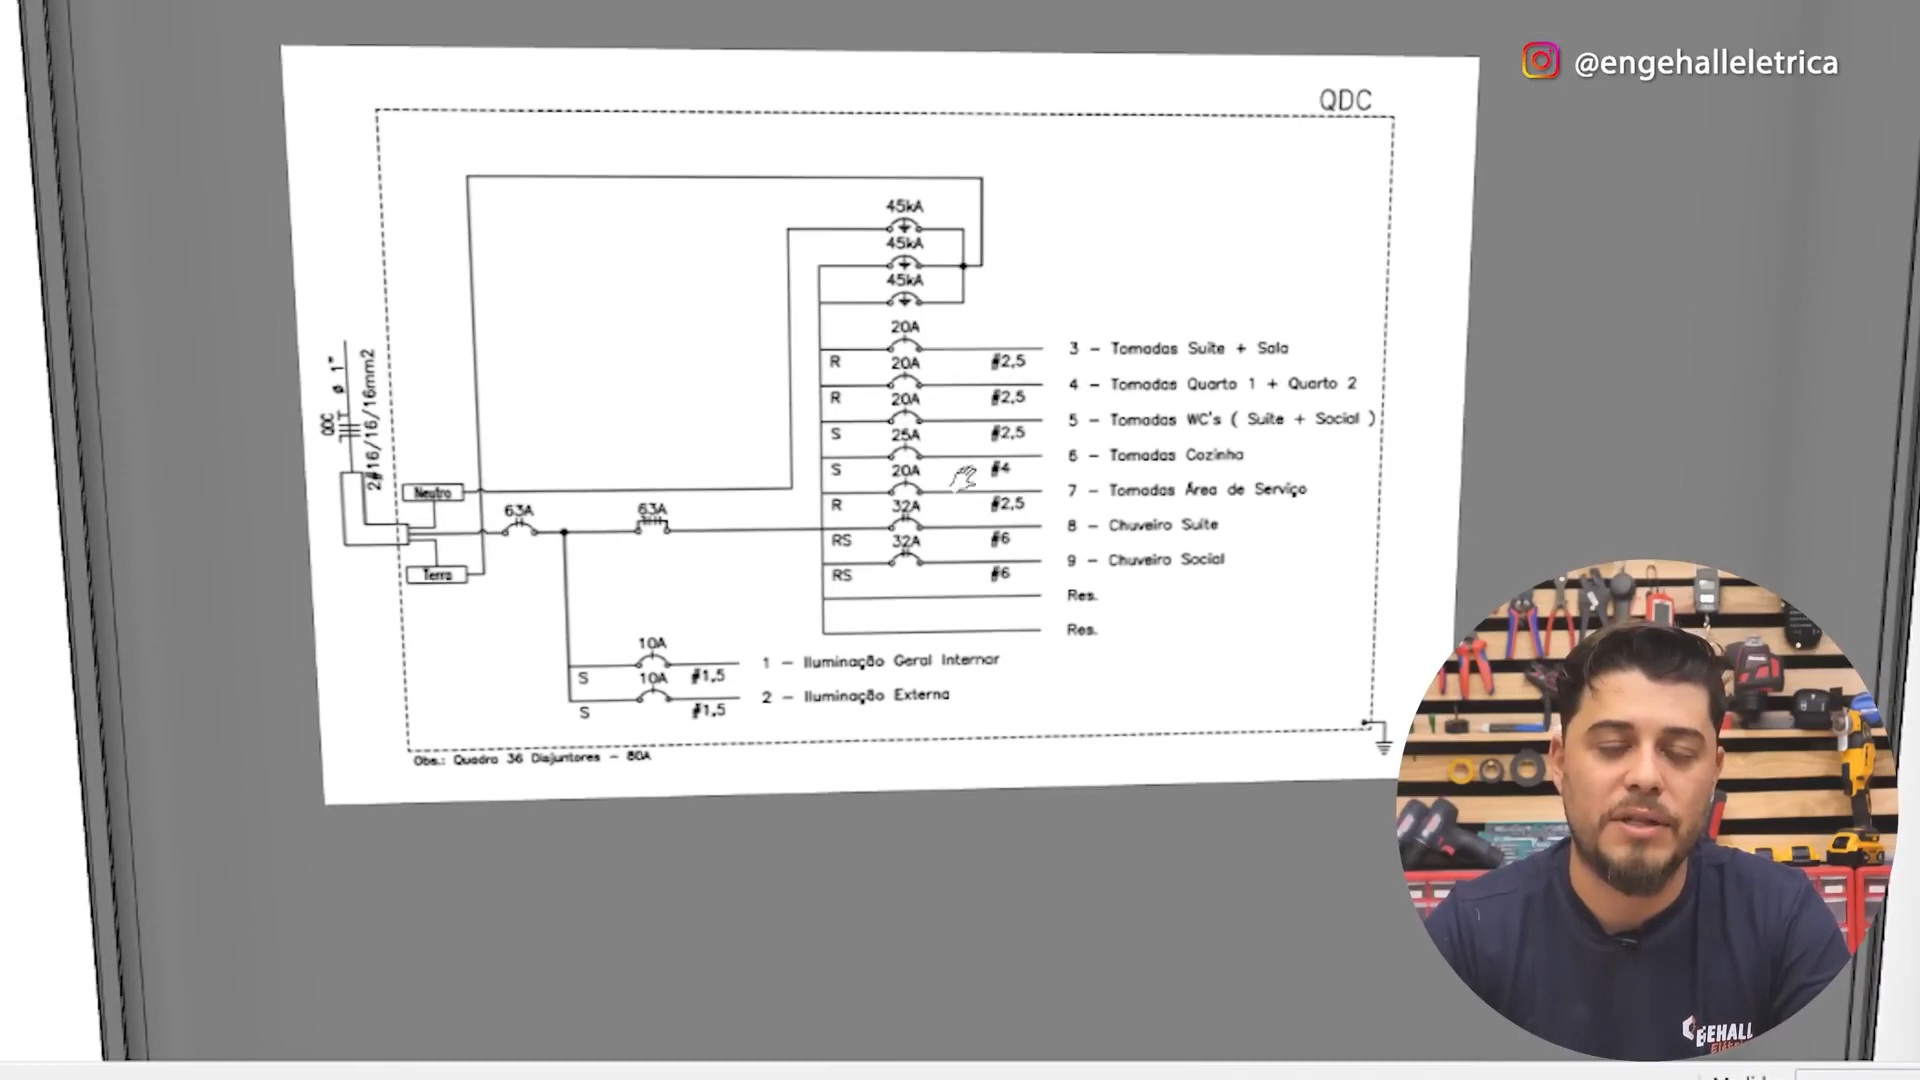 @engehalleletrica
QDC
45kA
45kA
45kA
20A
3 - Tomadas Suíte + Sala
R
20A
#2,5
4 - Tomadas Quarto 1 + Quarto 2
R
20A
#2,5
5 - Tomadas WC's ( Suíte + Social )
S
25A
#2,5
6 - Tomadas Cozinha
S
20A
#4
7 - Tomadas Área de Serviço
R
32A
#2,5
8 - Chuveiro Suíte
RS
32A
#6
9 - Chuveiro Social
RS
#6
Res.
Res.
QDC
ø 1"
2#16/16/16mm2
Neutro
63A
63A
Terra
10A
1 - Iluminação Geral Internar
S
10A
#1,5
2 - Iluminação Externa
S
#1,5
Obs.: Quadro 36 Disjuntores - 80A